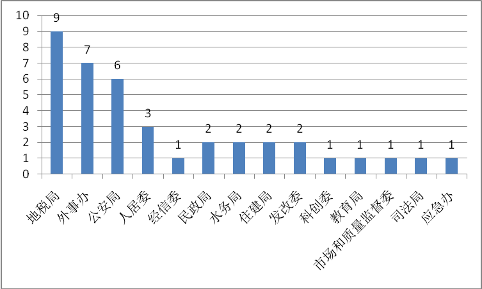 10
9
8
7
6
5
4
3
2
1
0
9
7
6
3
1
2
2
2
2
1
1
1
1
1
地税局
外事办
公安局
人居委
经信委
民政局
水务局
住建局
发改委
科创委
教育局
市场和质量监督委
司法局
应急办